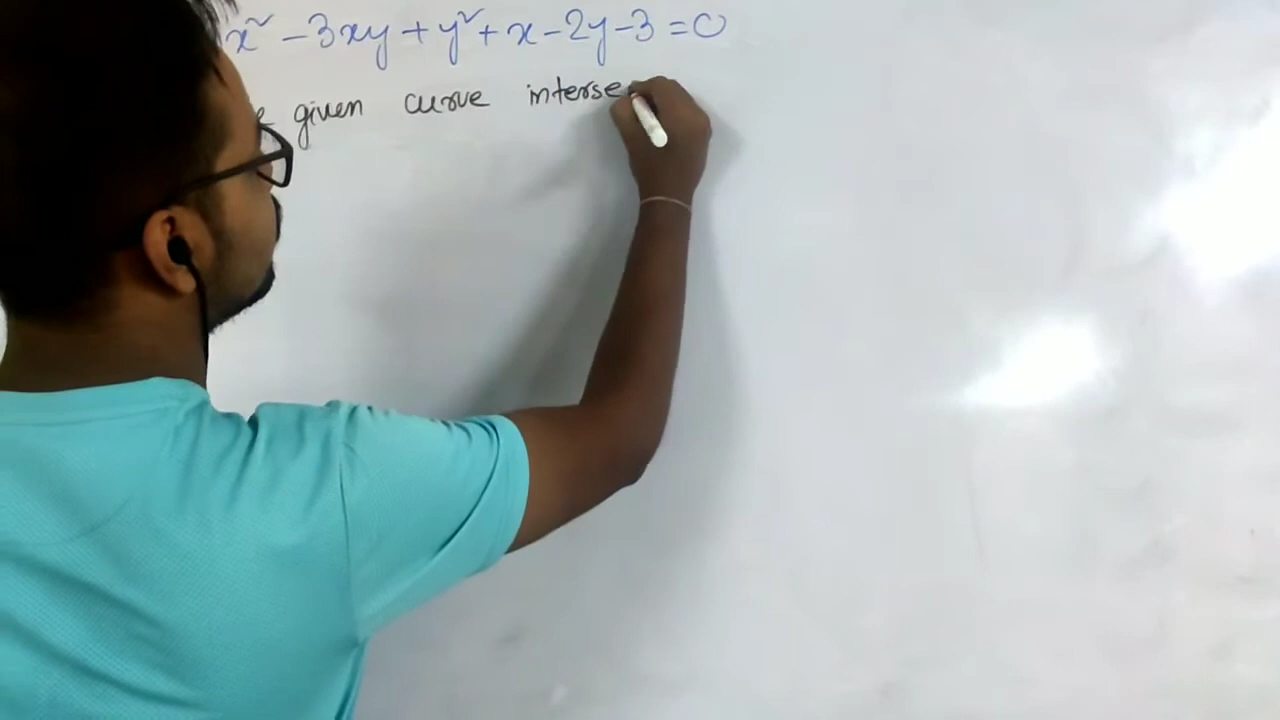 x² - 3xy + y² + x - 2y - 3 = 0
given curve interse